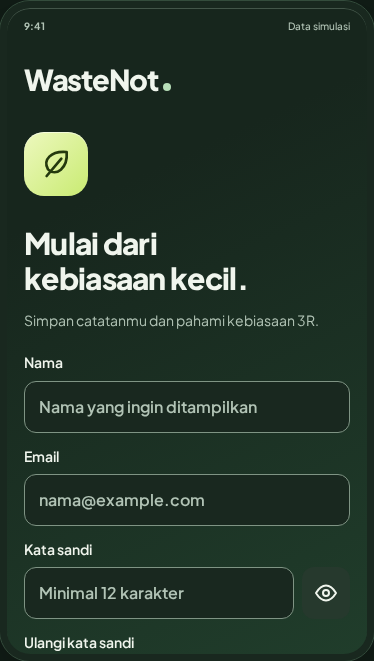 9:41
Data simulasi
WasteNot.
Mulai dari
kebiasaan kecil.
Simpan catatanmu dan pahami kebiasaan 3R.
Nama
Nama yang ingin ditampilkan
Email
nama@example.com
Kata sandi
Minimal 12 karakter
Ulangi kata sandi